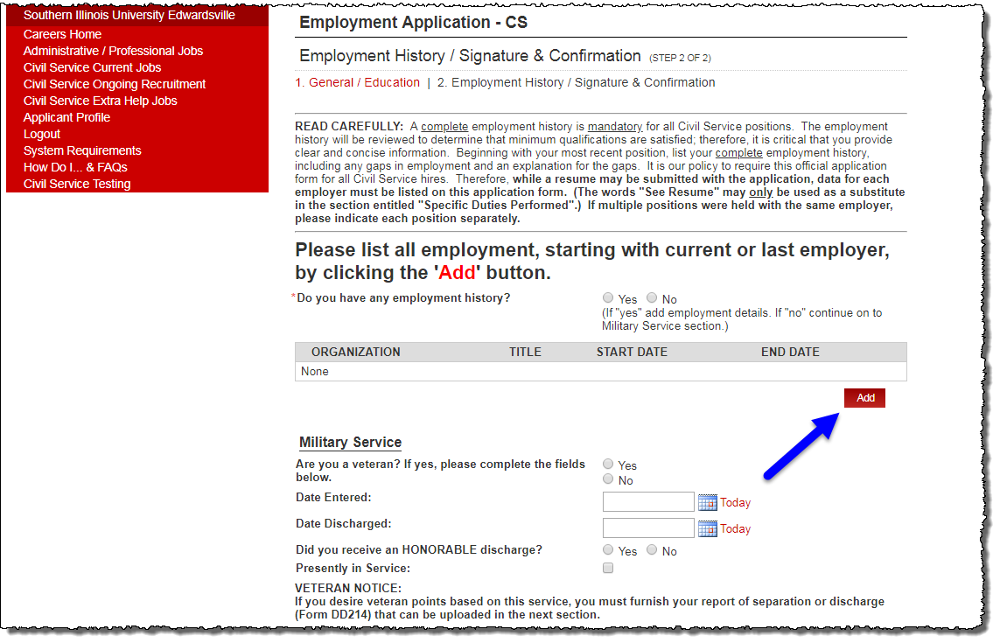 Southern Illinois University Edwardsville
Careers Home
Administrative / Professional Jobs
Civil Service Current Jobs
Civil Service Ongoing Recruitment
Civil Service Extra Help Jobs
Applicant Profile
Logout
System Requirements
How Do I... & FAQs
Civil Service Testing
Employment Application - CS
Employment History / Signature & Confirmation (STEP 2 OF 2)
1. General / Education | 2. Employment History / Signature & Confirmation
READ CAREFULLY: A complete employment history is mandatory for all Civil Service positions. The employment
history will be reviewed to determine that minimum qualifications are satisfied; therefore, it is critical that you provide
clear and concise information. Beginning with your most recent position, list your complete employment history,
including any gaps in employment and an explanation for the gaps. It is our policy to require this official application
form for all Civil Service hires. Therefore, while a resume may be submitted with the application, data for each
employer must be listed on this application form. (The words "See Resume" may only be used as a substitute
in the section entitled "Specific Duties Performed".) If multiple positions were held with the same employer,
please indicate each position separately.
Please list all employment, starting with current or last employer,
by clicking the 'Add' button.
*Do you have any employment history? Yes No
(If "yes" add employment details. If "no" continue on to
Military Service section.)
ORGANIZATION TITLE START DATE END DATE
None
Add
Military Service
Are you a veteran? If yes, please complete the fields
below.
Yes
No
Date Entered: Today
Date Discharged: Today
Did you receive an HONORABLE discharge? Yes No
Presently in Service:
VETERAN NOTICE:
If you desire veteran points based on this service, you must furnish your report of separation or discharge
(Form DD214) that can be uploaded in the next section.